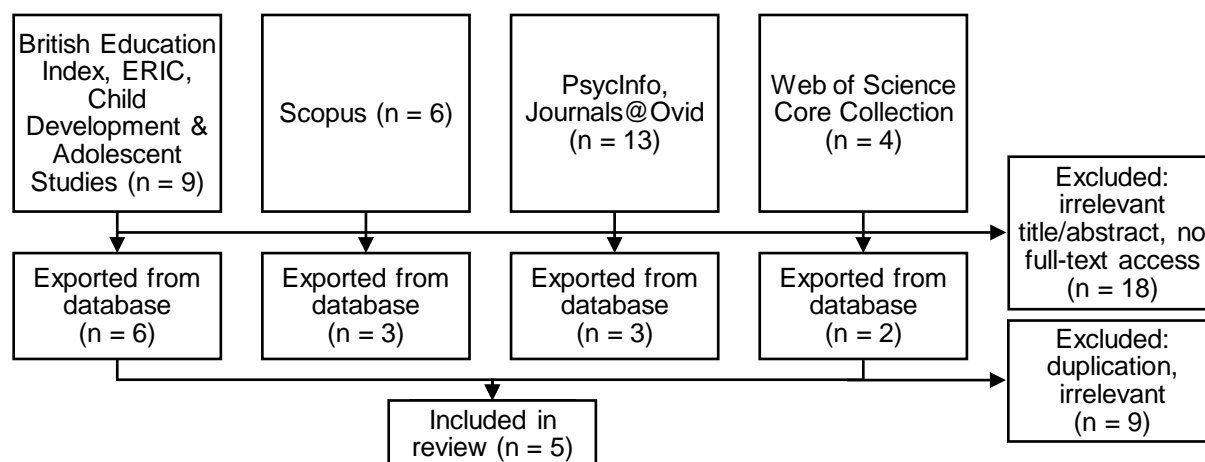 British Education
Index, ERIC,
Child
Development &
Adolescent
Studies (n = 9)
Scopus (n = 6)
PsycInfo,
Journals@Ovid
(n = 13)
Web of Science
Core Collection
(n = 4)
Excluded:
irrelevant
title/abstract, no
full-text access
(n = 18)
Exported from
database
(n = 6)
Exported from
database
(n = 3)
Exported from
database
(n = 3)
Exported from
database
(n = 2)
Excluded:
duplication,
irrelevant
(n = 9)
Included in
review (n = 5)